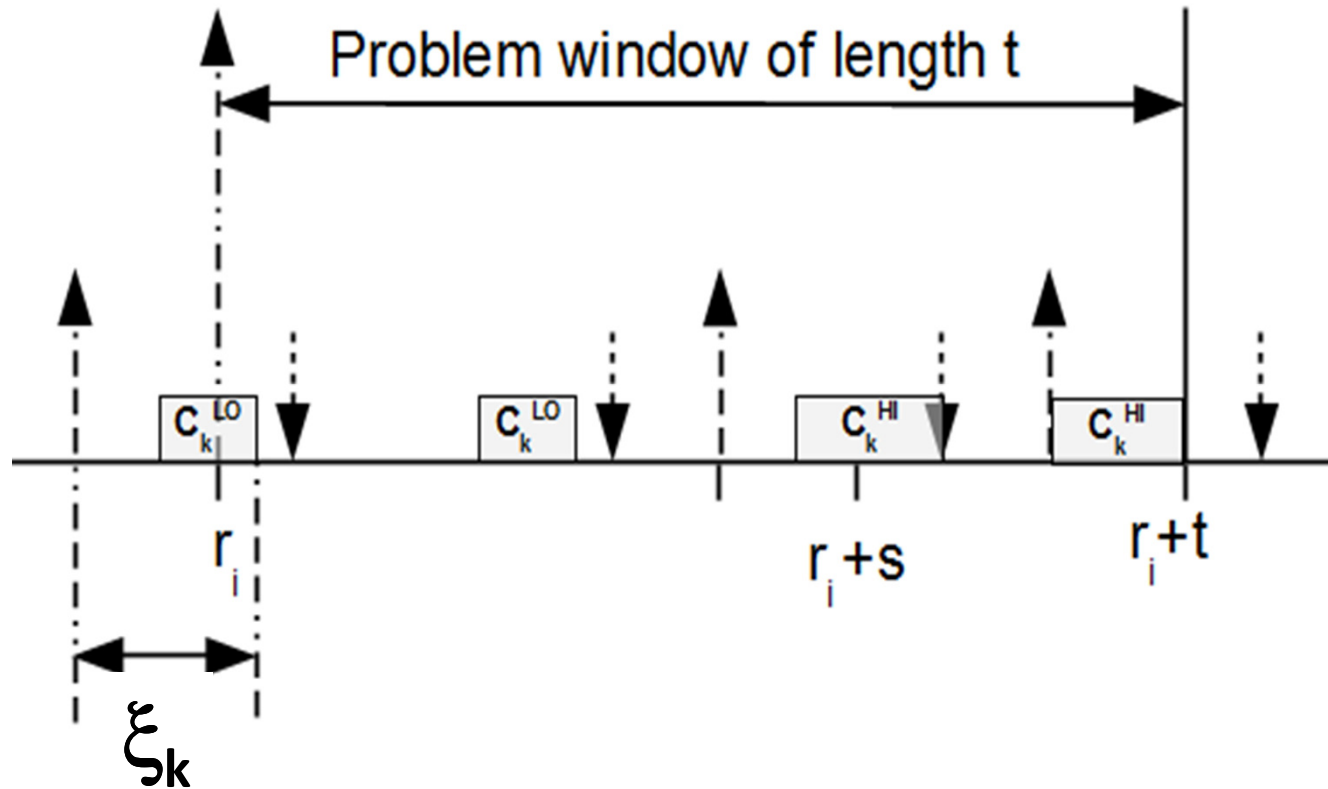 Problem window of length t
C_k^LO C_k^LO C_k^HI C_k^HI
r_i r_i+s r_i+t
ξ_k